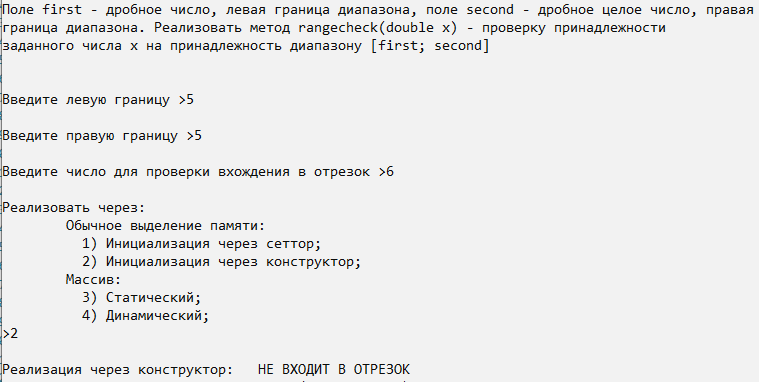 Поле first - дробное число, левая граница диапазона, поле second - дробное целое число, правая
граница диапазона. Реализовать метод rangecheck(double x) - проверку принадлежности
заданного числа x на принадлежность диапазону [first; second]
Введите левую границу >5
Введите правую границу >5
Введите число для проверки вхождения в отрезок >6
Реализовать через:
Обычное выделение памяти:
1) Инициализация через сеттор;
2) Инициализация через конструктор;
Массив:
3) Статический;
4) Динамический;
>2
Реализация через конструктор: НЕ ВХОДИТ В ОТРЕЗОК